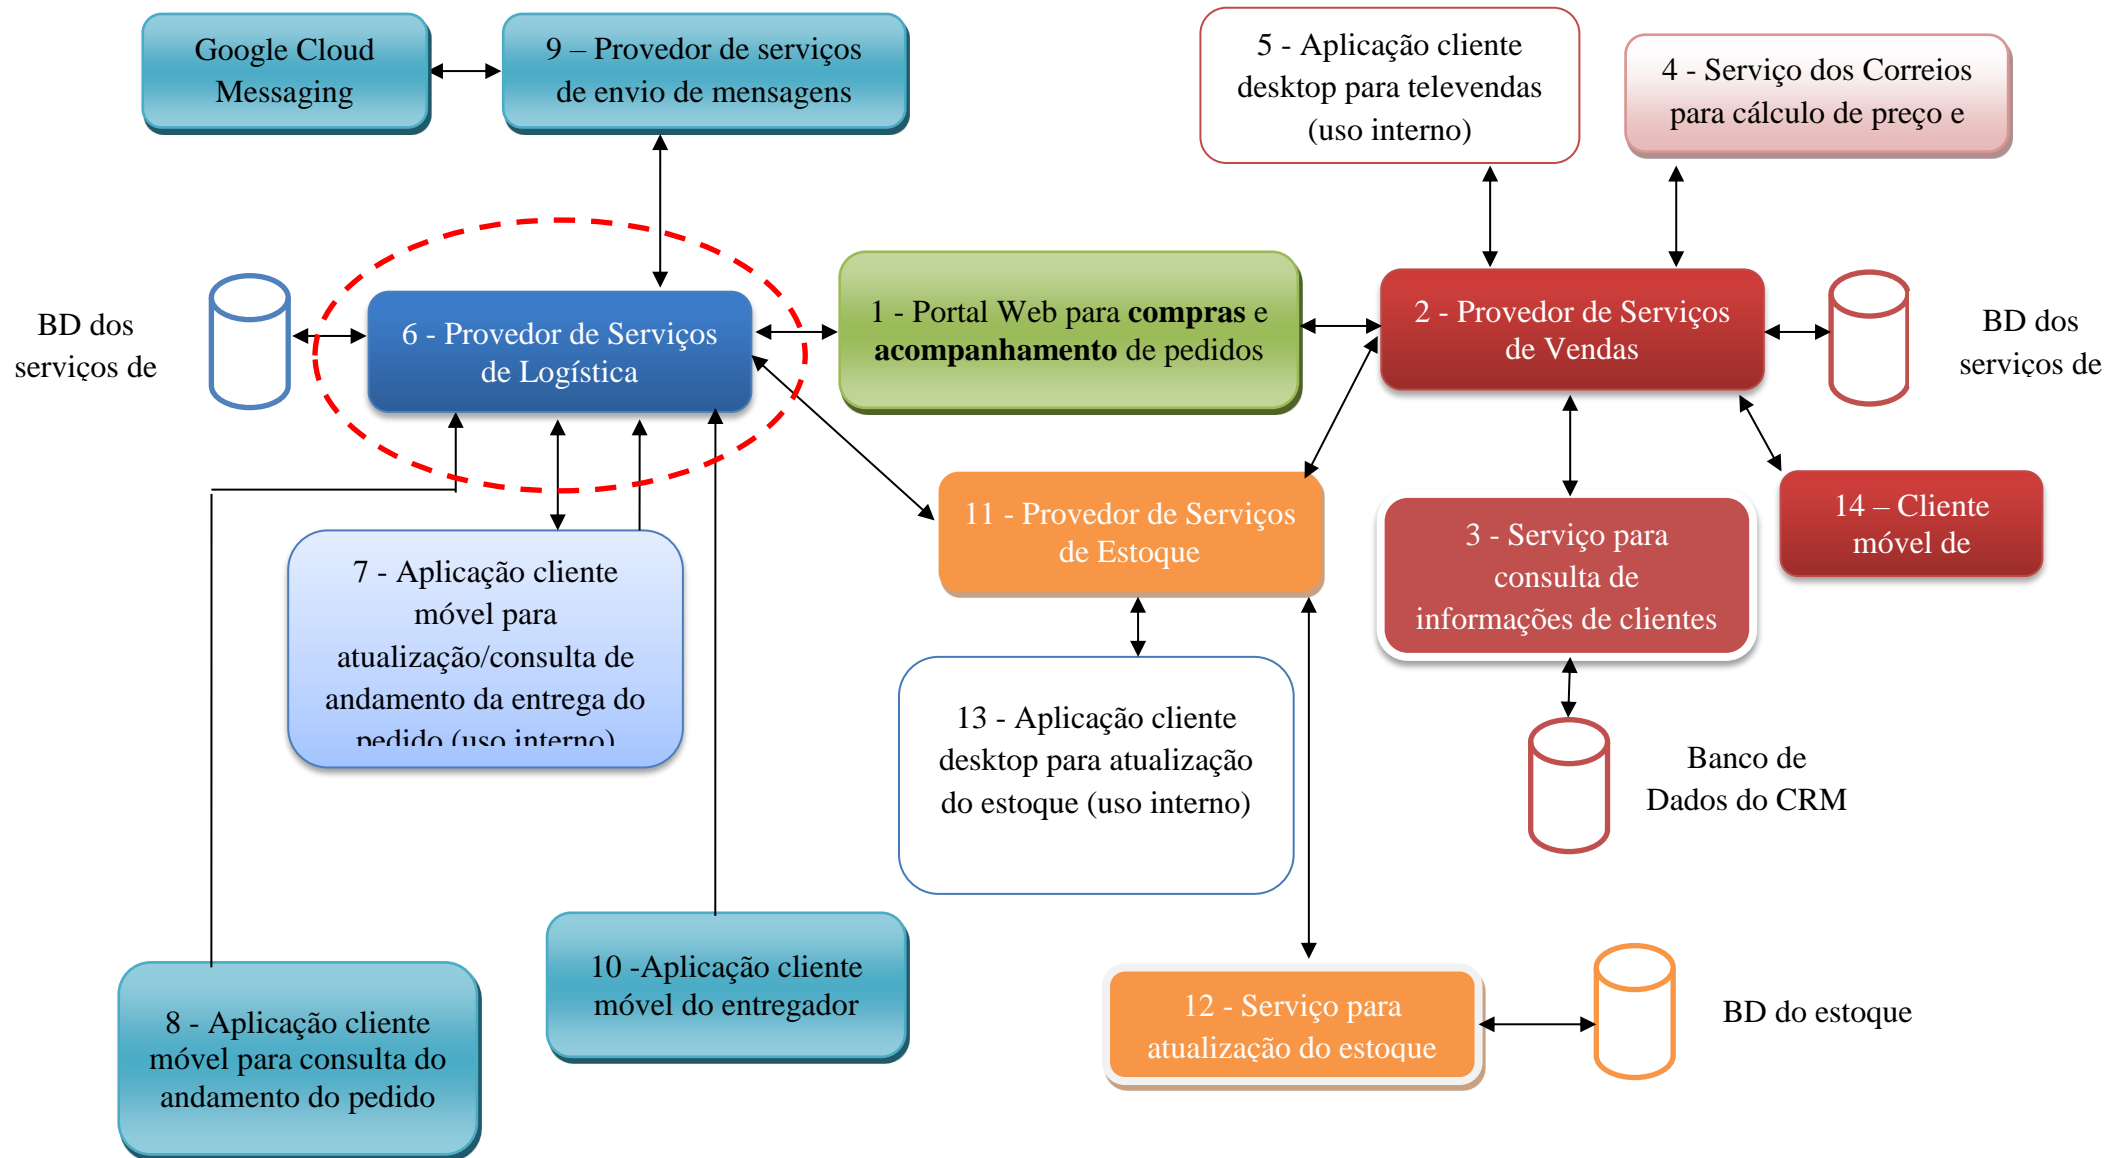 Google Cloud
Messaging
9 – Provedor de serviços
de envio de mensagens
5 - Aplicação cliente
desktop para televendas
(uso interno)
4 - Serviço dos Correios
para cálculo de preço e
BD dos
serviços de
6 - Provedor de Serviços
de Logística
1 - Portal Web para compras e
acompanhamento de pedidos
2 - Provedor de Serviços
de Vendas
BD dos
serviços de
7 - Aplicação cliente
móvel para
atualização/consulta de
andamento da entrega do
pedido (uso interno)
11 - Provedor de Serviços
de Estoque
3 - Serviço para
consulta de
informações de clientes
14 – Cliente
móvel de
13 - Aplicação cliente
desktop para atualização
do estoque (uso interno)
Banco de
Dados do CRM
8 - Aplicação cliente
móvel para consulta do
andamento do pedido
10 -Aplicação cliente
móvel do entregador
12 - Serviço para
atualização do estoque
BD do estoque